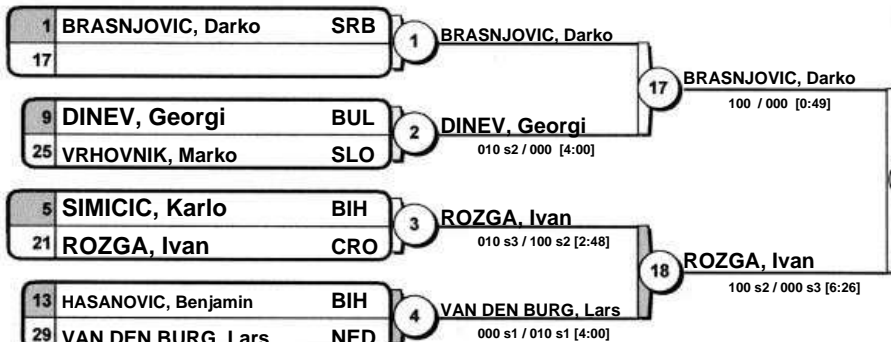 1 BRASNJOVIC, Darko SRB
17
1 BRASNJOVIC, Darko
9 DINEV, Georgi BUL
25 VRHOVNIK, Marko SLO
2 DINEV, Georgi
010 s2 / 000 [4:00]
17 BRASNJOVIC, Darko
100 / 000 [0:49]
5 SIMICIC, Karlo BIH
21 ROZGA, Ivan CRO
3 ROZGA, Ivan
010 s3 / 100 s2 [2:48]
13 HASANOVIC, Benjamin BIH
29 VAN DEN BURG, Lars NED
4 VAN DEN BURG, Lars
000 s1 / 010 s1 [4:00]
18 ROZGA, Ivan
100 s2 / 000 s3 [6:26]